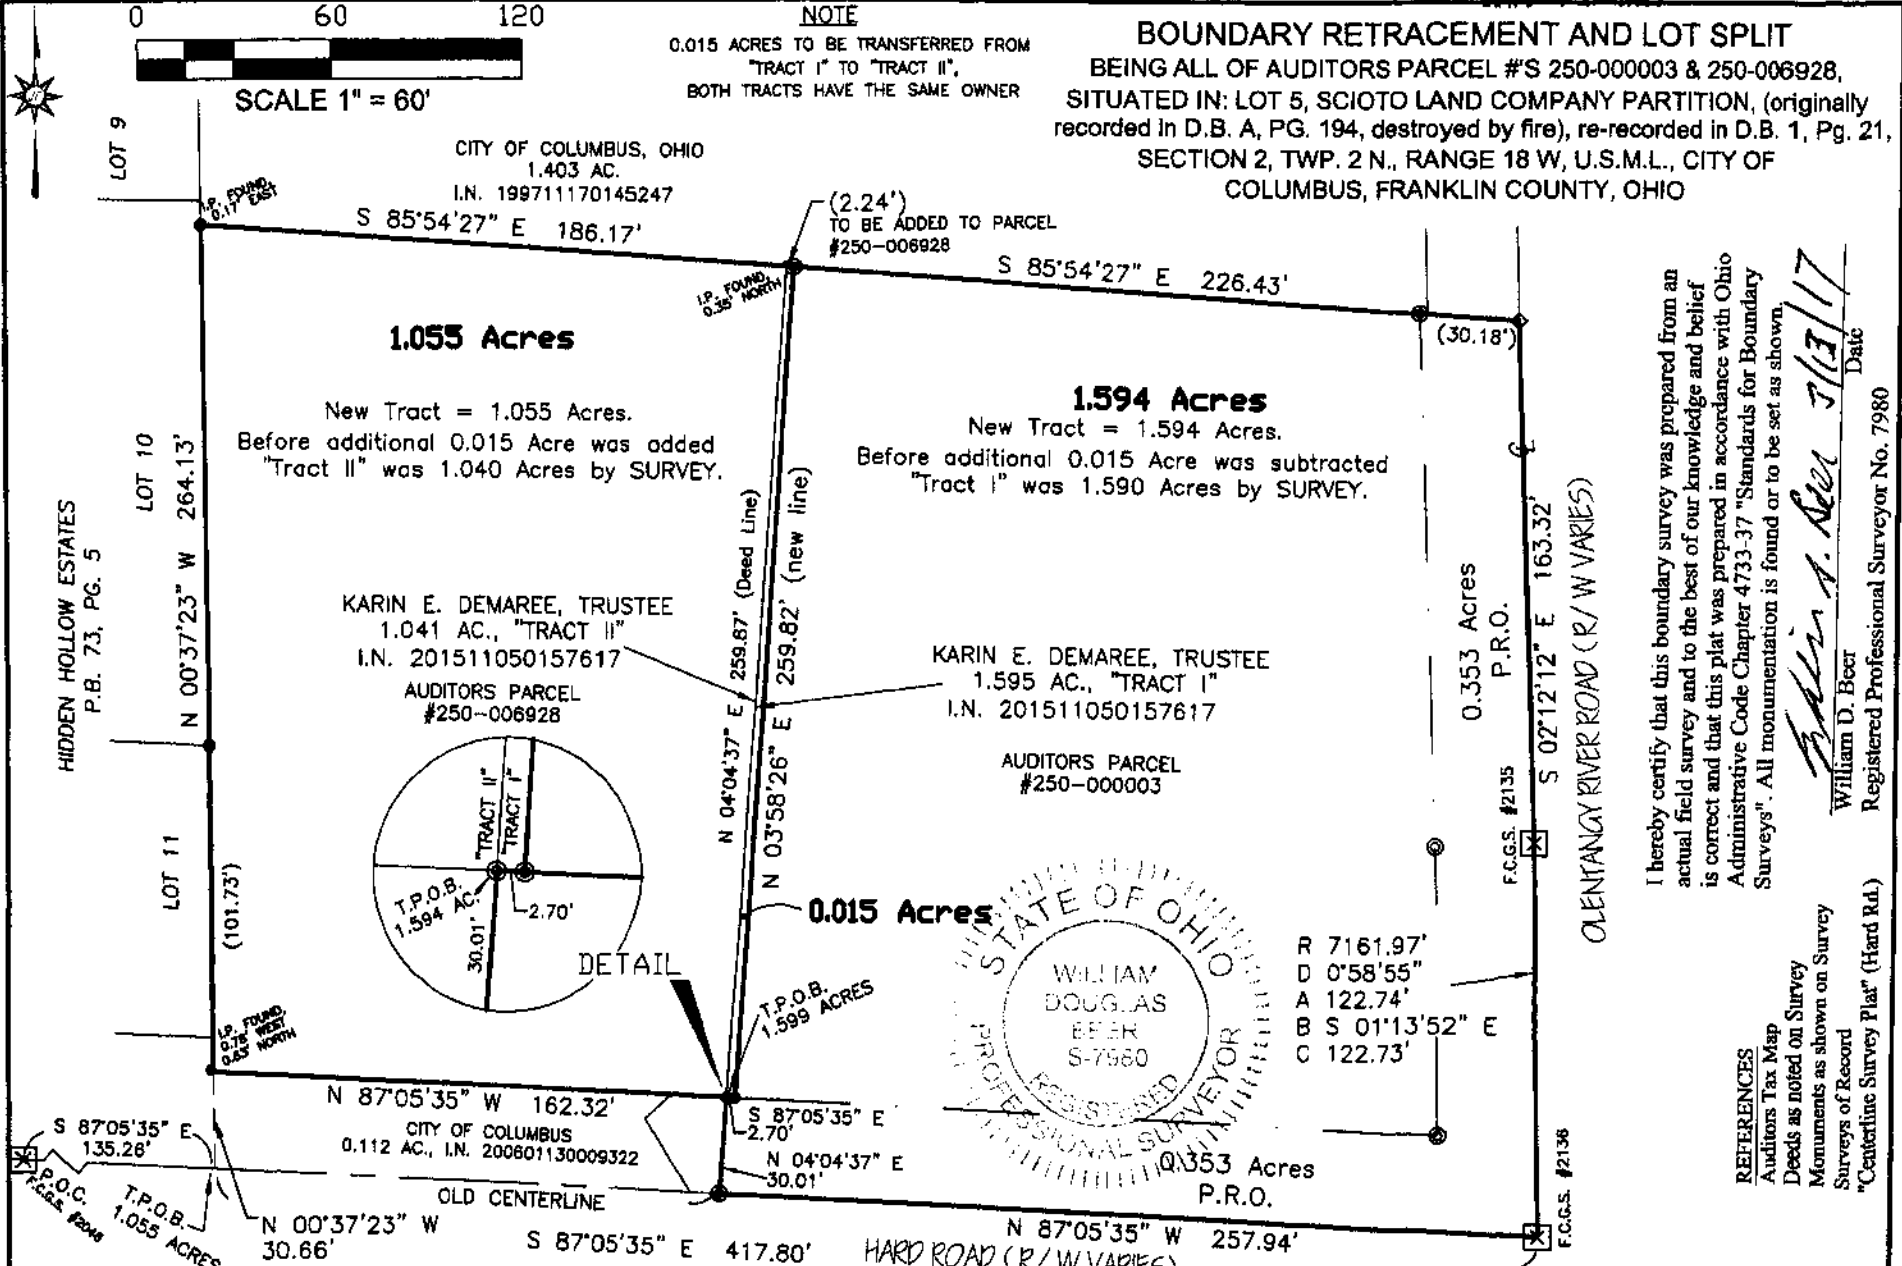 0 60 120
SCALE 1" = 60'
NOTE
0.015 ACRES TO BE TRANSFERRED FROM
"TRACT I" TO "TRACT II",
BOTH TRACTS HAVE THE SAME OWNER
BOUNDARY RETRACEMENT AND LOT SPLIT
BEING ALL OF AUDITORS PARCEL #'S 250-000003 & 250-006928,
SITUATED IN: LOT 5, SCIOTO LAND COMPANY PARTITION, (originally
recorded in D.B. A, PG. 194, destroyed by fire), re-recorded in D.B. 1, Pg. 21,
SECTION 2, TWP. 2 N., RANGE 18 W, U.S.M.L., CITY OF
COLUMBUS, FRANKLIN COUNTY, OHIO
LOT 9
CITY OF COLUMBUS, OHIO
1.403 AC.
I.N. 199711170145247
I.P. FOUND,
0.17' EAST
S 85°54'27" E 186.17'
(2.24')
TO BE ADDED TO PARCEL
#250-006928
I.P. FOUND,
0.35' NORTH
S 85°54'27" E 226.43'
(30.18')
1.055 Acres
New Tract = 1.055 Acres.
Before additional 0.015 Acre was added
"Tract II" was 1.040 Acres by SURVEY.
1.594 Acres
New Tract = 1.594 Acres.
Before additional 0.015 Acre was subtracted
"Tract I" was 1.590 Acres by SURVEY.
LOT 10
N 00°37'23" W 264.13'
HIDDEN HOLLOW ESTATES
P.B. 73, PG. 5
LOT 11
(101.73')
KARIN E. DEMAREE, TRUSTEE
1.041 AC., "TRACT II"
I.N. 201511050157617
AUDITORS PARCEL
#250-006928
N 04°04'37" E 259.87' (Deed Line)
N 03°58'26" E 259.82' (new line)
KARIN E. DEMAREE, TRUSTEE
1.595 AC., "TRACT I"
I.N. 201511050157617
AUDITORS PARCEL
#250-000003
0.353 Acres
P.R.O.
S 02°12'12" E 163.32'
OLENTANGY RIVER ROAD (R/W VARIES)
F.C.G.S. #2135
"TRACT II"
"TRACT I"
T.P.O.B.
1.594 AC.
2.70'
30.01'
DETAIL
0.015 Acres
T.P.O.B.
1.599 ACRES
STATE OF OHIO
WILLIAM
DOUGLAS
BEER
S-7980
REGISTERED
PROFESSIONAL SURVEYOR
R 7161.97'
D 0°58'55"
A 122.74'
B S 01°13'52" E
C 122.73'
I.P. FOUND,
0.78' WEST
0.63' NORTH
N 87°05'35" W 162.32'
CITY OF COLUMBUS
0.112 AC., I.N. 200601130009322
S 87°05'35" E
2.70'
N 04°04'37" E
30.01'
0.353 Acres
P.R.O.
S 87°05'35" E
135.26'
P.O.C.
F.C.G.S. #2046
T.P.O.B.
1.055 ACRES
N 00°37'23" W
30.66'
OLD CENTERLINE
S 87°05'35" E 417.80'
HARD ROAD (R/W VARIES)
N 87°05'35" W 257.94'
F.C.G.S. #2136
I hereby certify that this boundary survey was prepared from an
actual field survey and to the best of our knowledge and belief
is correct and that this plat was prepared in accordance with Ohio
Administrative Code Chapter 4733-37 "Standards for Boundary
Surveys". All monumentation is found or to be set as shown.
5/13/17
Date
William D. Beer
Registered Professional Surveyor No. 7980
REFERENCES
Auditors Tax Map
Deeds as noted on Survey
Monuments as shown on Survey
Surveys of Record
"Centerline Survey Plat" (Hard Rd.)